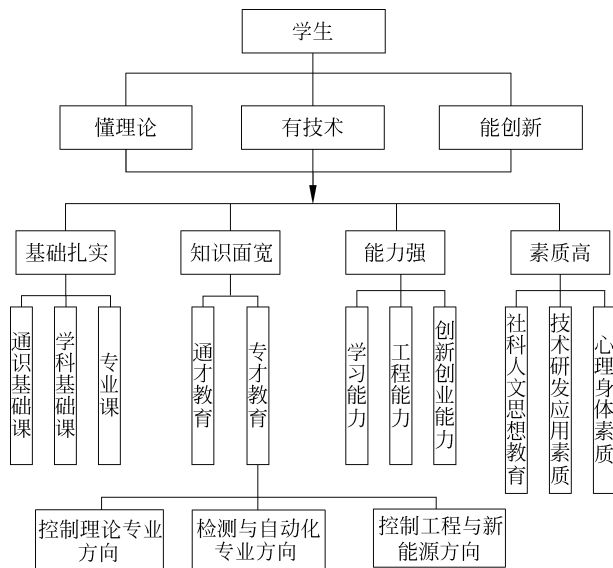 学生
懂理论
有技术
能创新
基础扎实
知识面宽
能力强
素质高
通识基础课
学科基础课
专业课
通才教育
专才教育
学习能力
工程能力
创新创业能力
社科人文思想教育
技术研发应用素质
心理身体素质
控制理论专业
方向
检测与自动化
专业方向
控制工程与新
能源方向